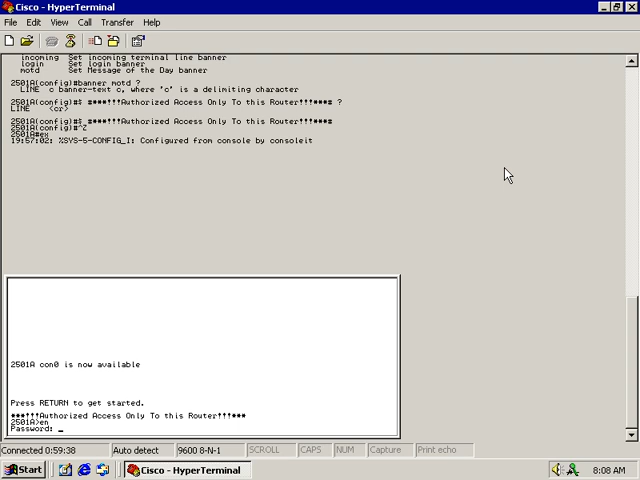 Cisco - HyperTerminal
File Edit View Call Transfer Help
incoming Set incoming terminal line banner
login Set login banner
motd Set Message of the Day banner
2501A(config)#banner motd ?
LINE c banner-text c, where 'c' is a delimiting character
2501A(config)#% #***!!!Authorized Access Only To this Router!!!***# ?
LINE <cr>
2501A(config)#% #***!!!Authorized Access Only To this Router!!!***#
2501A(config)#^Z
2501A#ex
19:57:02: %SYS-5-CONFIG_I: Configured from console by consoleit
2501A con0 is now available
Press RETURN to get started.
***!!!Authorized Access Only To this Router!!!***
2501A>en
Password: _
Connected 0:59:38 Auto detect 9600 8-N-1 SCROLL CAPS NUM Capture Print echo
Start Cisco - HyperTerminal 8:08 AM